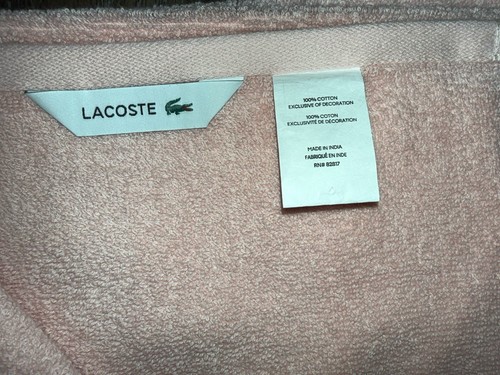 LACOSTE
100% COTTON
EXCLUSIVE OF DECORATION
100% COTON
EXCLUSIVITÉ DE DÉCORATION
MADE IN INDIA
FABRIQUÉ EN INDE
RN# 82817